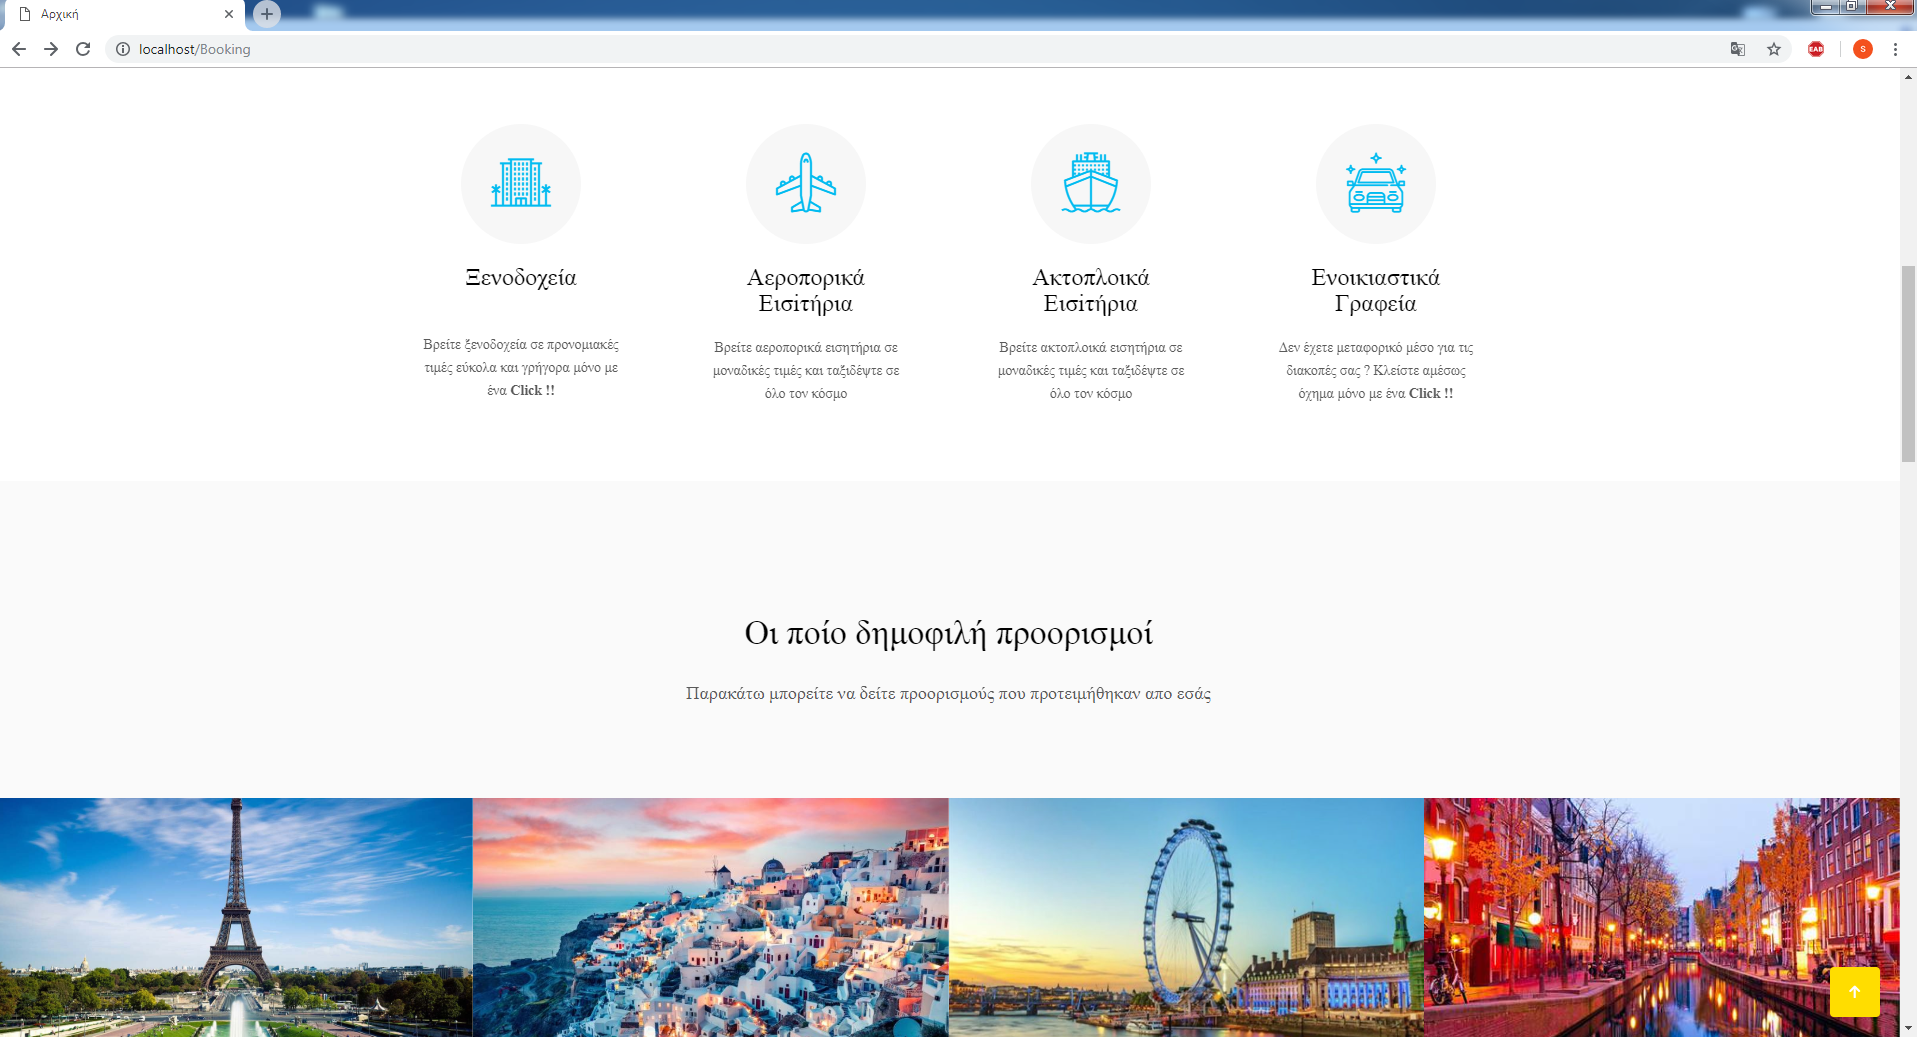 Αρχική
localhost/Booking
EAB
S
Ξενοδοχεία
Βρείτε ξενοδοχεία σε προνομιακές
τιμές εύκολα και γρήγορα μόνο με
ένα Click !!
Αεροπορικά
Εισiτήρια
Βρείτε αεροπορικά εισητήρια σε
μοναδικές τιμές και ταξιδέψτε σε
όλο τον κόσμο
Ακτοπλοικά
Εισiτήρια
Βρείτε ακτοπλοικά εισητήρια σε
μοναδικές τιμές και ταξιδέψτε σε
όλο τον κόσμο
Ενοικιαστικά
Γραφεία
Δεν έχετε μεταφορικό μέσο για τις
διακοπές σας ? Κλείστε αμέσως
όχημα μόνο με ένα Click !!
Οι ποίο δημοφιλή προορισμοί
Παρακάτω μπορείτε να δείτε προορισμούς που προτειμήθηκαν απο εσάς